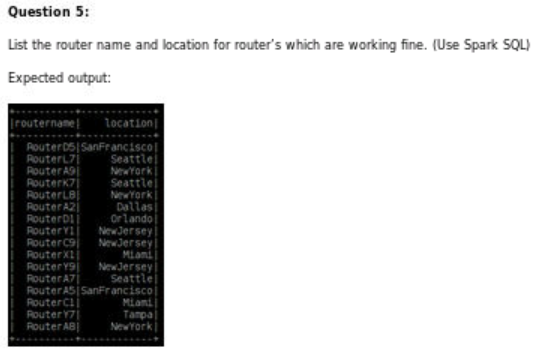 Question 5:
List the router name and location for router's which are working fine. (Use Spark SQL)
Expected output:
+----------+------------+
|routername| location|
+----------+------------+
| RouterD5|SanFrancisco|
| RouterL7| Seattle|
| RouterA9| NewYork|
| RouterK7| Seattle|
| RouterL8| NewYork|
| RouterA2| Dallas|
| RouterD1| Orlando|
| RouterY1| NewJersey|
| RouterC9| NewJersey|
| RouterX1| Miami|
| RouterY9| NewJersey|
| RouterA7| Seattle|
| RouterA5|SanFrancisco|
| RouterC1| Miami|
| RouterY7| Tampa|
| RouterA8| NewYork|
+----------+------------+